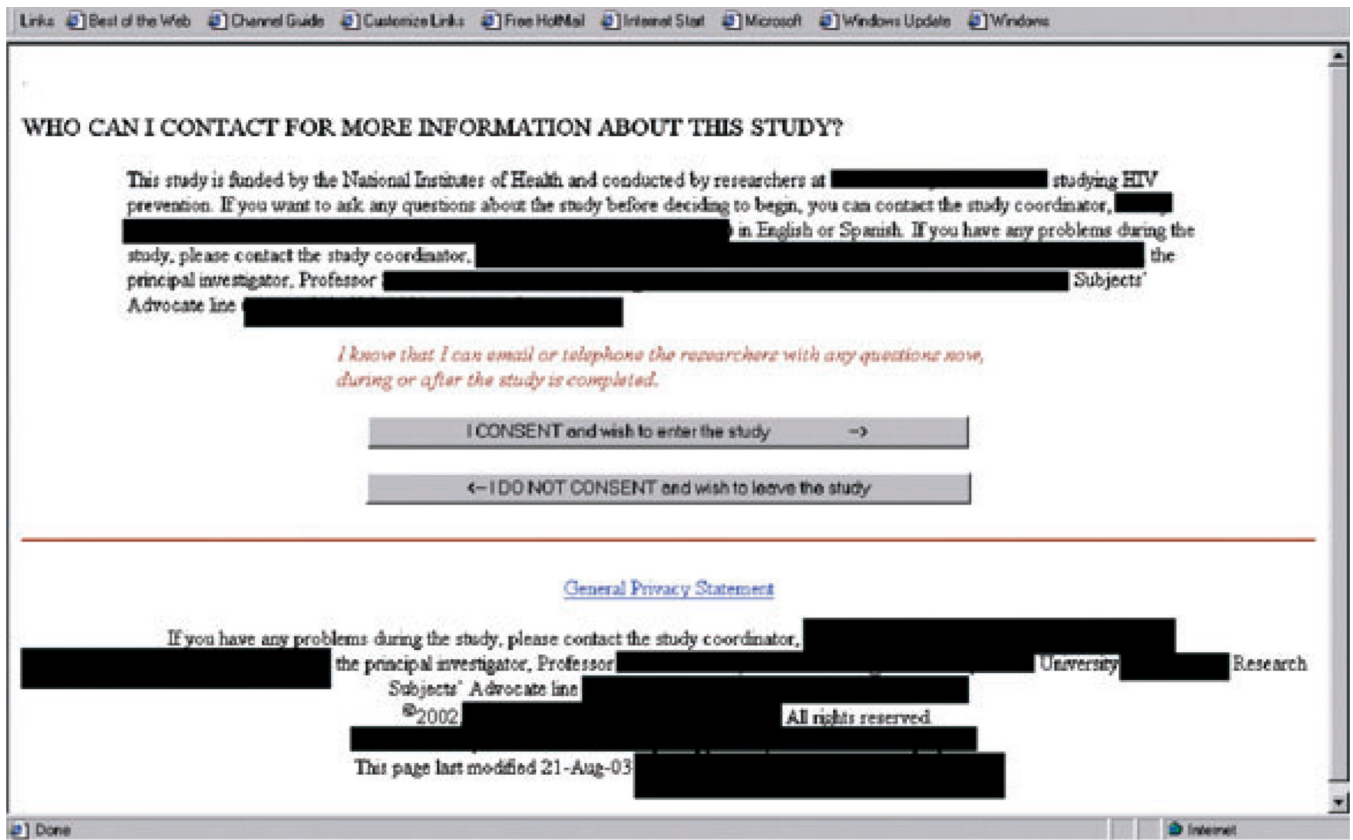 Links Best of the Web Channel Guide Customize Links Free HotMail Internet Start Microsoft Windows Update Windows
WHO CAN I CONTACT FOR MORE INFORMATION ABOUT THIS STUDY?
This study is funded by the National Institutes of Health and conducted by researchers at studying HIV
prevention. If you want to ask any questions about the study before deciding to begin, you can contact the study coordinator,
in English or Spanish. If you have any problems during the
study, please contact the study coordinator, the
principal investigator, Professor Subjects'
Advocate line
I know that I can email or telephone the researchers with any questions now,
during or after the study is completed.
I CONSENT and wish to enter the study -->
<-- I DO NOT CONSENT and wish to leave the study
General Privacy Statement
If you have any problems during the study, please contact the study coordinator,
the principal investigator, Professor University Research
Subjects' Advocate line
©2002 All rights reserved.
This page last modified 21-Aug-03
Done Internet